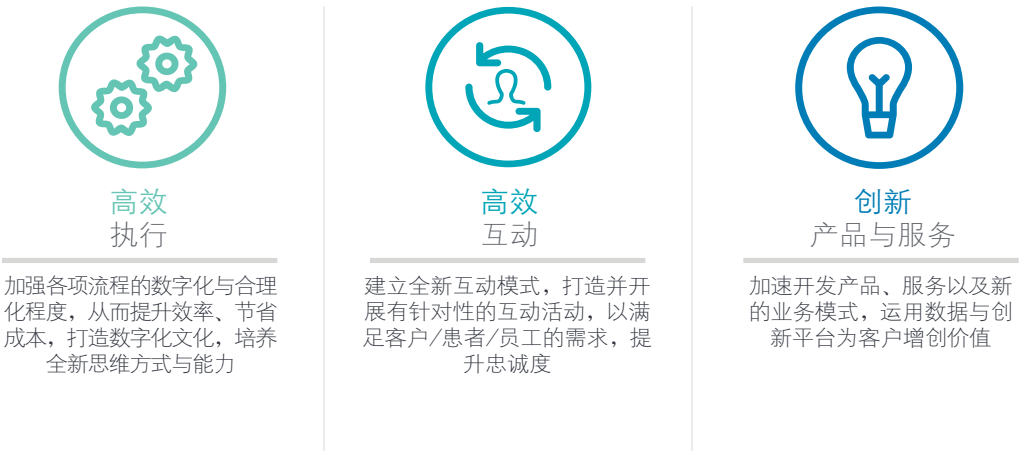 高效
执行
加强各项流程的数字化与合理
化程度，从而提升效率、节省
成本，打造数字化文化，培养
全新思维方式与能力
高效
互动
建立全新互动模式，打造并开
展有针对性的互动活动，以满
足客户/患者/员工的需求，提
升忠诚度
创新
产品与服务
加速开发产品、服务以及新
的业务模式，运用数据与创
新平台为客户增创价值